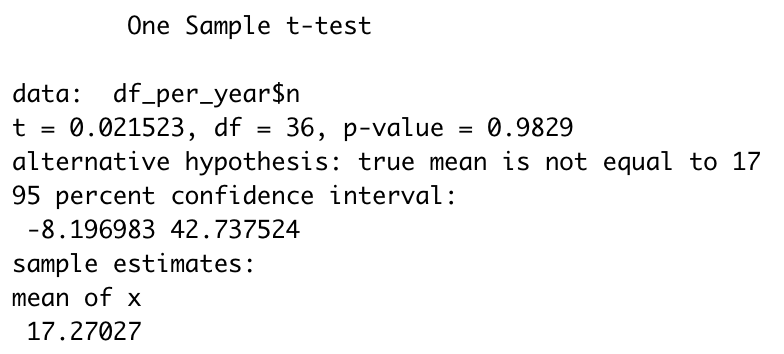 One Sample t-test
data:  df_per_year$n
t = 0.021523, df = 36, p-value = 0.9829
alternative hypothesis: true mean is not equal to 17
95 percent confidence interval:
-8.196983 42.737524
sample estimates:
mean of x
17.27027